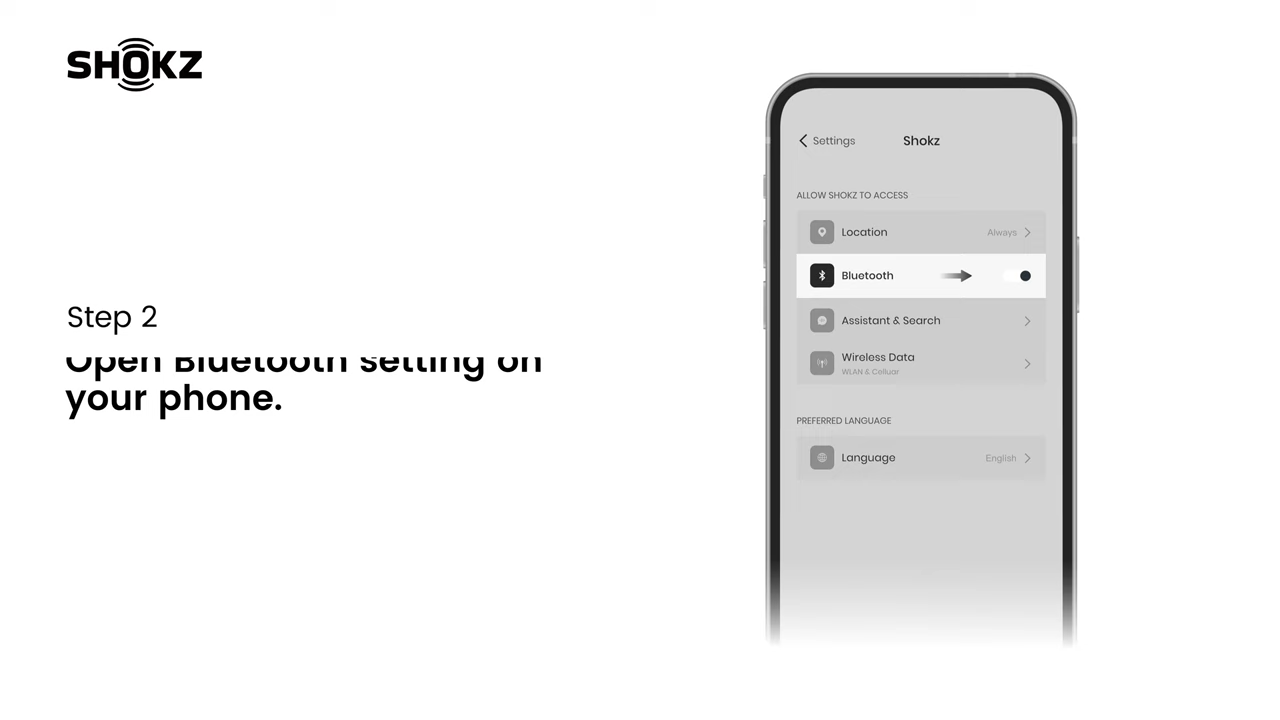 SHOKZ
Step 2
Open Bluetooth setting on
your phone.
Settings
Shokz
ALLOW SHOKZ TO ACCESS
Location
Always
Bluetooth
Assistant & Search
Wireless Data
WLAN & Celluar
PREFERRED LANGUAGE
Language
English